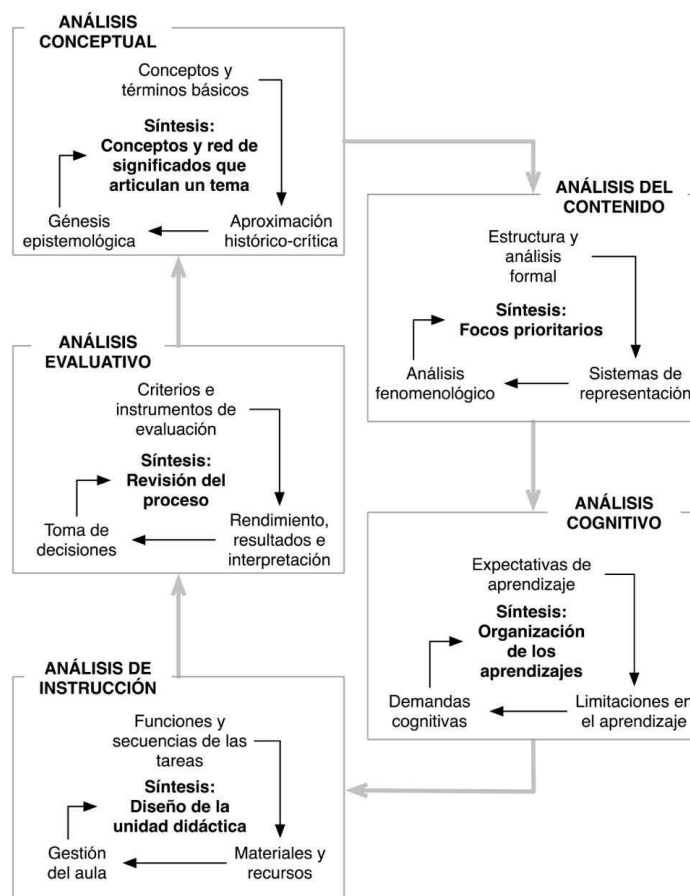 ANÁLISIS
CONCEPTUAL
Conceptos y
términos básicos
Síntesis:
Conceptos y red de
significados que
articulan un tema
Génesis
epistemológica
Aproximación
histórico-crítica
ANÁLISIS DEL
CONTENIDO
Estructura y
análisis
formal
Síntesis:
Focos prioritarios
Análisis
fenomenológico
Sistemas de
representación
ANÁLISIS
COGNITIVO
Expectativas de
aprendizaje
Síntesis:
Organización
de los
aprendizajes
Demandas
cognitivas
Limitaciones en
el aprendizaje
ANÁLISIS DE
INSTRUCCIÓN
Funciones y
secuencias de las
tareas
Síntesis:
Diseño de la
unidad didáctica
Gestión
del aula
Materiales y
recursos
ANÁLISIS
EVALUATIVO
Criterios e
instrumentos de
evaluación
Síntesis:
Revisión del
proceso
Toma de
decisiones
Rendimiento,
resultados e
interpretación